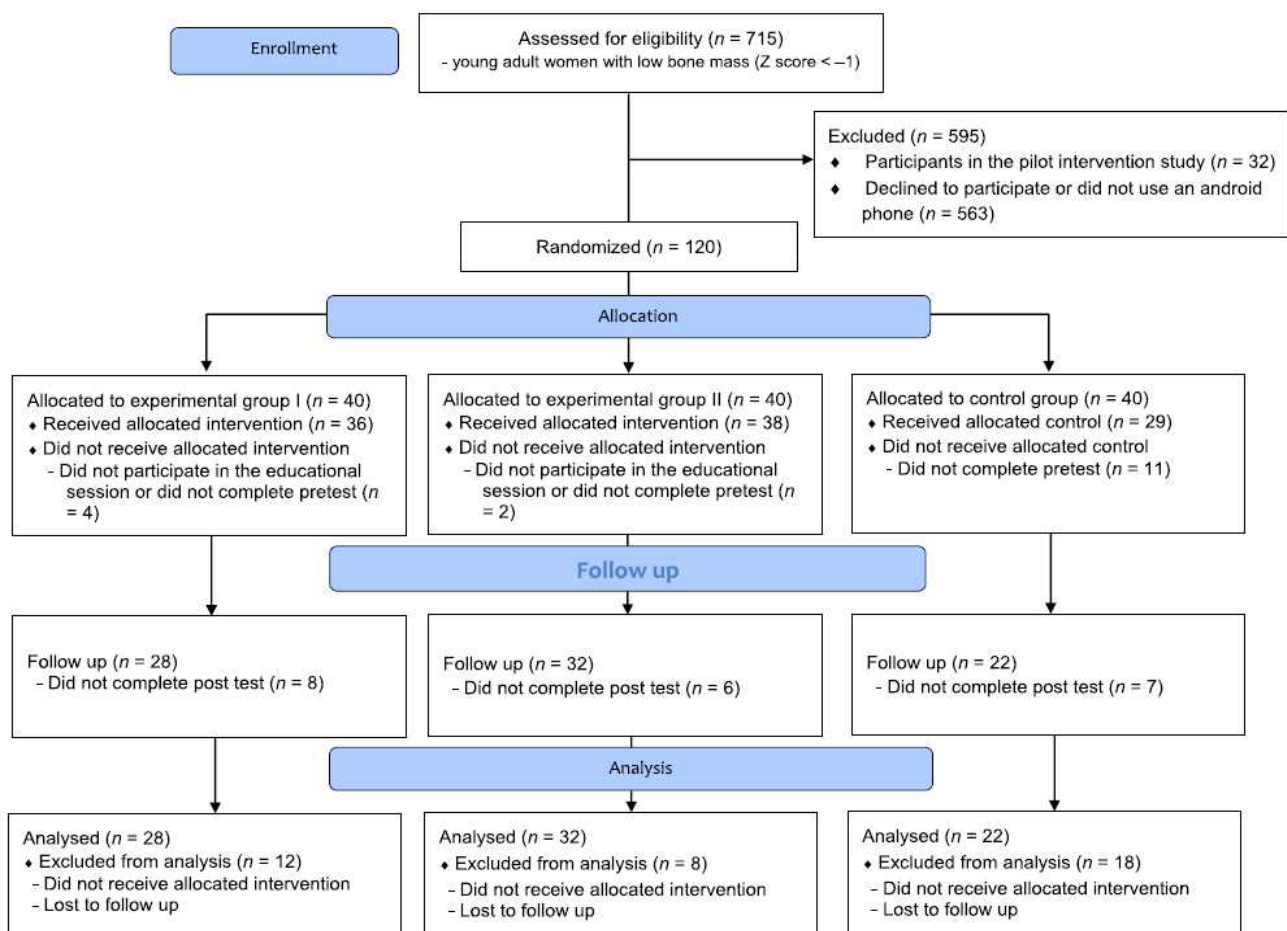 Enrollment
Assessed for eligibility (n = 715)
- young adult women with low bone mass (Z score < –1)
Excluded (n = 595)
♦ Participants in the pilot intervention study (n = 32)
♦ Declined to participate or did not use an android
phone (n = 563)
Randomized (n = 120)
Allocation
Allocated to experimental group I (n = 40)
♦ Received allocated intervention (n = 36)
♦ Did not receive allocated intervention
- Did not participate in the educational
session or did not complete pretest (n
= 4)
Allocated to experimental group II (n = 40)
♦ Received allocated intervention (n = 38)
♦ Did not receive allocated intervention
- Did not participate in the educational
session or did not complete pretest (n
= 2)
Allocated to control group (n = 40)
♦ Received allocated control (n = 29)
♦ Did not receive allocated control
- Did not complete pretest (n = 11)
Follow up
Follow up (n = 28)
- Did not complete post test (n = 8)
Follow up (n = 32)
- Did not complete post test (n = 6)
Follow up (n = 22)
- Did not complete post test (n = 7)
Analysis
Analysed (n = 28)
♦ Excluded from analysis (n = 12)
- Did not receive allocated intervention
- Lost to follow up
Analysed (n = 32)
♦ Excluded from analysis (n = 8)
- Did not receive allocated intervention
- Lost to follow up
Analysed (n = 22)
♦ Excluded from analysis (n = 18)
- Did not receive allocated intervention
- Lost to follow up